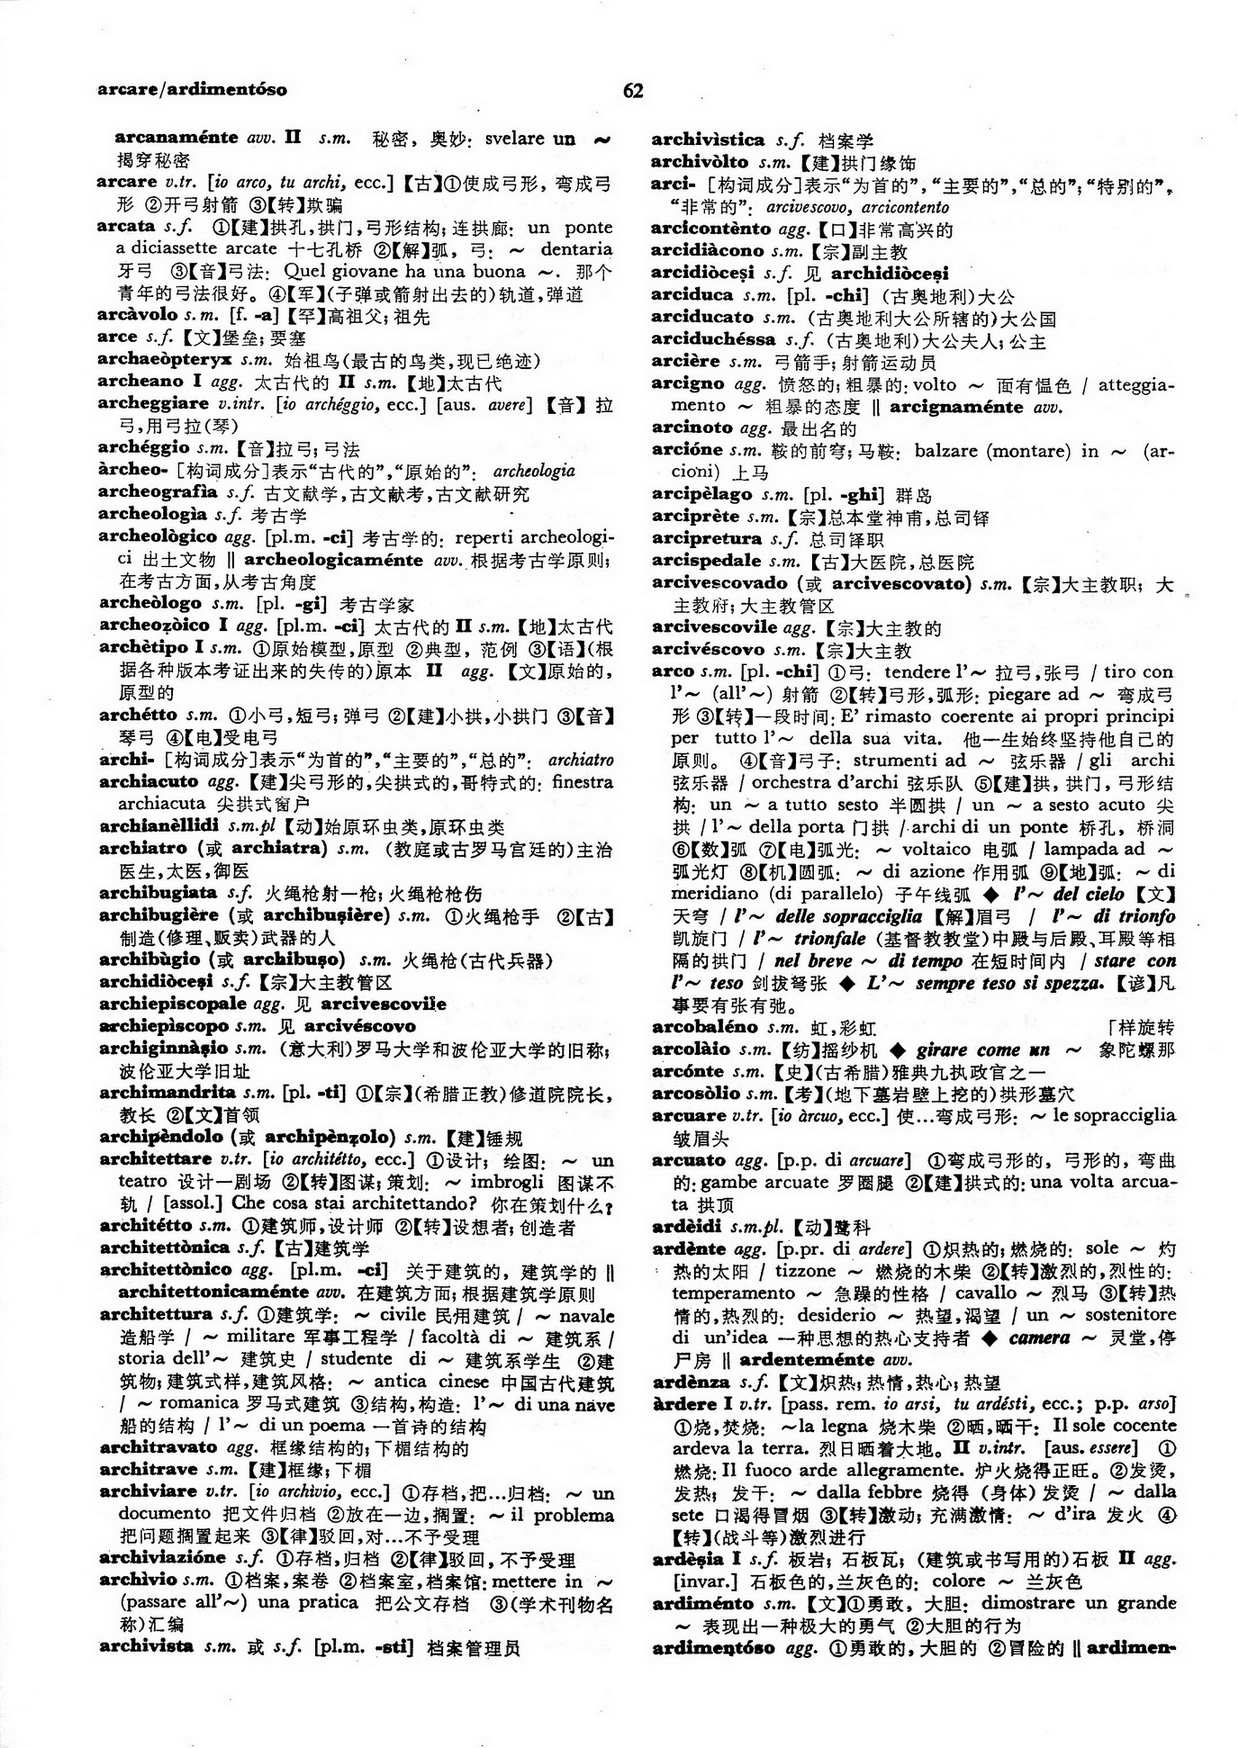 arcare/ardimentóso
62
arcanaménte avv. II s.m. 秘密, 奥妙: svelare un ～
揭穿秘密
arcare v.tr. [io arco, tu archi, ecc.]【古】①使成弓形, 弯成弓
形 ②开弓射箭 ③【转】欺骗
arcata s.f. ①【建】拱孔,拱门,弓形结构; 连拱廊: un ponte
a diciassette arcate 十七孔桥 ②【解】弧, 弓: ～ dentaria
牙弓 ③【音】弓法: Quel giovane ha una buona ～. 那个
青年的弓法很好。④【军】(子弹或箭射出去的)轨道,弹道
arcàvolo s.m. [f. -a]【罕】高祖父; 祖先
arce s.f.【文】堡垒; 要塞
archaeòpteryx s.m. 始祖鸟(最古的鸟类,现已绝迹)
archeano I agg. 太古代的 II s.m.【地】太古代
archeggiare v.intr. [io archéggio, ecc.] [aus. avere]【音】拉
弓,用弓拉(琴)
archéggio s.m.【音】拉弓; 弓法
àrcheo- [构词成分]表示“古代的”,“原始的”: archeologia
archeografìa s.f. 古文献学,古文献考,古文献研究
archeologìa s.f. 考古学
archeològico agg. [pl.m. -ci] 考古学的: reperti archeologi-
ci 出土文物 ‖ archeologicaménte avv. 根据考古学原则;
在考古方面,从考古角度
archeòlogo s.m. [pl. -gi] 考古学家
archeoẓòico I agg. [pl.m. -ci] 太古代的 II s.m.【地】太古代
archètipo I s.m. ①原始模型,原型 ②典型, 范例 ③【语】(根
据各种版本考证出来的失传的)原本 II agg.【文】原始的,
原型的
archétto s.m. ①小弓,短弓; 弹弓 ②【建】小拱,小拱门 ③【音】
琴弓 ④【电】受电弓
archi- [构词成分]表示“为首的”,“主要的”,“总的”: archiatro
archiacuto agg.【建】尖弓形的,尖拱式的,哥特式的: finestra
archiacuta 尖拱式窗户
archianèllidi s.m.pl【动】始原环虫类,原环虫类
archiatro (或 archiatra) s.m. (教庭或古罗马宫廷的)主治
医生,太医,御医
archibugiata s.f. 火绳枪射一枪; 火绳枪枪伤
archibugière (或 archibuṣière) s.m. ①火绳枪手 ②【古】
制造(修理、贩卖)武器的人
archibùgio (或 archibuṣo) s.m. 火绳枪(古代兵器)
archidiòceṣi s.f.【宗】大主教管区
archiepiscopale agg. 见 arcivescovile
archiepìscopo s.m. 见 arcivéscovo
archiginnàṣio s.m. (意大利)罗马大学和波伦亚大学的旧称;
波伦亚大学旧址
archimandrita s.m. [pl. -ti] ①【宗】(希腊正教)修道院院长,
教长 ②【文】首领
archipèndolo (或 archipènẓolo) s.m.【建】锤规
architettare v.tr. [io architétto, ecc.] ①设计; 绘图: ～ un
teatro 设计一剧场 ②【转】图谋; 策划: ～ imbrogli 图谋不
轨 / [assol.] Che cosa stai architettando? 你在策划什么?
architétto s.m. ①建筑师,设计师 ②【转】设想者; 创造者
architettònica s.f.【古】建筑学
architettònico agg. [pl.m. -ci] 关于建筑的, 建筑学的 ‖
architettonicaménte avv. 在建筑方面; 根据建筑学原则
architettura s.f. ①建筑学: ～ civile 民用建筑 / ～ navale
造船学 / ～ militare 军事工程学 / facoltà di ～ 建筑系 /
storia dell'～ 建筑史 / studente di ～ 建筑系学生 ②建
筑物; 建筑式样,建筑风格: ～ antica cinese 中国古代建筑
/ ～ romanica 罗马式建筑 ③结构,构造: l'～ di una nave
船的结构 / l'～ di un poema 一首诗的结构
architravato agg. 框缘结构的; 下楣结构的
architrave s.m.【建】框缘; 下楣
archiviare v.tr. [io archìvio, ecc.] ①存档,把…归档: ～ un
documento 把文件归档 ②放在一边,搁置: ～ il problema
把问题搁置起来 ③【律】驳回,对…不予受理
archiviazióne s.f. ①存档,归档 ②【律】驳回,不予受理
archìvio s.m. ①档案,案卷 ②档案室,档案馆: mettere in ～
(passare all'～) una pratica 把公文存档 ③(学术刊物名
称)汇编
archivista s.m. 或 s.f. [pl.m. -sti] 档案管理员
archivìstica s.f. 档案学
archivòlto s.m.【建】拱门缘饰
arci- [构词成分]表示“为首的”,“主要的”,“总的”; “特别的”,
“非常的”: arcivescovo, arcicontento
arcicontènto agg.【口】非常高兴的
arcidiàcono s.m.【宗】副主教
arcidiòceṣi s.f. 见 archidiòceṣi
arciduca s.m. [pl. -chi] (古奥地利)大公
arciducato s.m. (古奥地利大公所辖的)大公国
arciduchéssa s.f. (古奥地利)大公夫人; 公主
arcière s.m. 弓箭手; 射箭运动员
arcigno agg. 愤怒的; 粗暴的: volto ～ 面有愠色 / atteggia-
mento ～ 粗暴的态度 ‖ arcignaménte avv.
arcinoto agg. 最出名的
arcióne s.m. 鞍的前穹; 马鞍: balzare (montare) in ～ (ar-
cioni) 上马
arcipèlago s.m. [pl. -ghi] 群岛
arciprète s.m.【宗】总本堂神甫,总司铎
arcipretura s.f. 总司铎职
arcispedale s.m.【古】大医院,总医院
arcivescovado (或 arcivescovato) s.m.【宗】大主教职; 大
主教府; 大主教管区
arcivescovile agg.【宗】大主教的
arcivéscovo s.m.【宗】大主教
arco s.m. [pl. -chi] ①弓: tendere l'～ 拉弓,张弓 / tiro con
l'～ (all'～) 射箭 ②【转】弓形,弧形: piegare ad ～ 弯成弓
形 ③【转】一段时间: E' rimasto coerente ai propri principi
per tutto l'～ della sua vita. 他一生始终坚持他自己的
原则。 ④【音】弓子: strumenti ad ～ 弦乐器 / gli archi
弦乐器 / orchestra d'archi 弦乐队 ⑤【建】拱, 拱门, 弓形结
构: un ～ a tutto sesto 半圆拱 / un ～ a sesto acuto 尖
拱 / l'～ della porta 门拱 / archi di un ponte 桥孔, 桥洞
⑥【数】弧 ⑦【电】弧光: ～ voltaico 电弧 / lampada ad ～
弧光灯 ⑧【机】圆弧: ～ di azione 作用弧 ⑨【地】弧: ～ di
meridiano (di parallelo) 子午线弧 ◆ l'～ del cielo【文】
天穹 / l'～ delle sopracciglia【解】眉弓 / l'～ di trionfo
凯旋门 / l'～ trionfale (基督教教堂)中殿与后殿、耳殿等相
隔的拱门 / nel breve ～ di tempo 在短时间内 / stare con
l'～ teso 剑拔弩张 ◆ L'～ sempre teso si spezza.【谚】凡
事要有张有弛。
arcobaléno s.m. 虹,彩虹 「样旋转
arcolàio s.m.【纺】摇纱机 ◆ girare come un ～ 象陀螺那
arcónte s.m.【史】(古希腊)雅典九执政官之一
arcosòlio s.m.【考】(地下墓岩壁上挖的)拱形墓穴
arcuare v.tr. [io àrcuo, ecc.] 使…弯成弓形: ～ le sopracciglia
皱眉头
arcuato agg. [p.p. di arcuare] ①弯成弓形的, 弓形的, 弯曲
的: gambe arcuate 罗圈腿 ②【建】拱式的: una volta arcua-
ta 拱顶
ardèidi s.m.pl.【动】鹭科
ardènte agg. [p.pr. di ardere] ①炽热的; 燃烧的: sole ～ 灼
热的太阳 / tizzone ～ 燃烧的木柴 ②【转】激烈的,烈性的:
temperamento ～ 急躁的性格 / cavallo ～ 烈马 ③【转】热
情的,热烈的: desiderio ～ 热望,渴望 / un ～ sostenitore
di un'idea 一种思想的热心支持者 ◆ camera ～ 灵堂,停
尸房 ‖ ardenteménte avv.
ardènza s.f.【文】炽热; 热情,热心; 热望
àrdere I v.tr. [pass. rem. io arsi, tu ardésti, ecc.; p.p. arso]
①烧,焚烧: ～la legna 烧木柴 ②晒,晒干: Il sole cocente
ardeva la terra. 烈日晒着大地。II v.intr. [aus. essere] ①
燃烧: Il fuoco arde allegramente. 炉火烧得正旺。②发烫,
发热; 发干: ～ dalla febbre 烧得 (身体) 发烫 / ～ dalla
sete 口渴得冒烟 ③【转】激动; 充满激情: ～ d'ira 发火 ④
【转】(战斗等)激烈进行
ardèṣia I s.f. 板岩; 石板瓦; (建筑或书写用的)石板 II agg.
[invar.] 石板色的,兰灰色的: colore ～ 兰灰色
ardiménto s.m.【文】①勇敢, 大胆: dimostrare un grande
～ 表现出一种极大的勇气 ②大胆的行为
ardimentóso agg. ①勇敢的,大胆的 ②冒险的 ‖ ardimen-